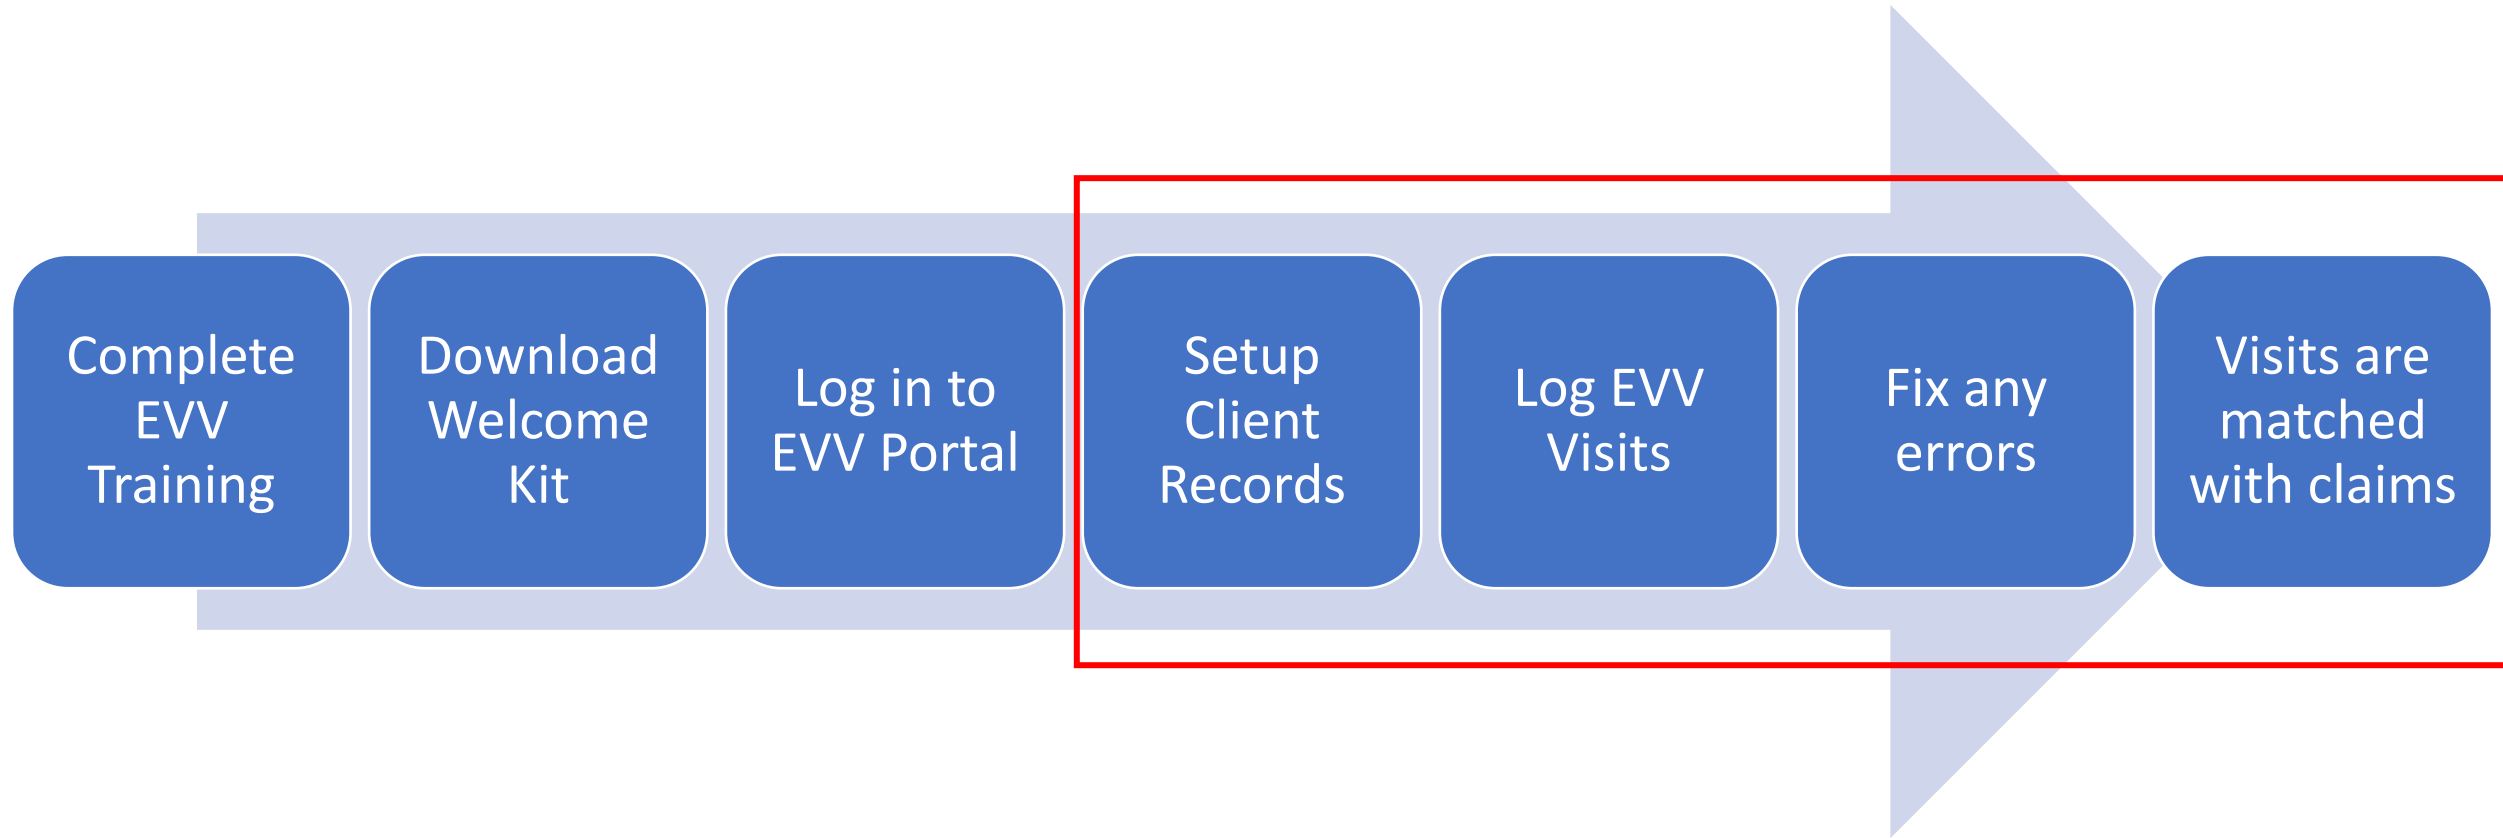 Complete
EVV
Training
Download
Welcome
Kit
Log in to
EVV Portal
Setup
Client
Records
Log EVV
Visits
Fix any
errors
Visits are
matched
with claims